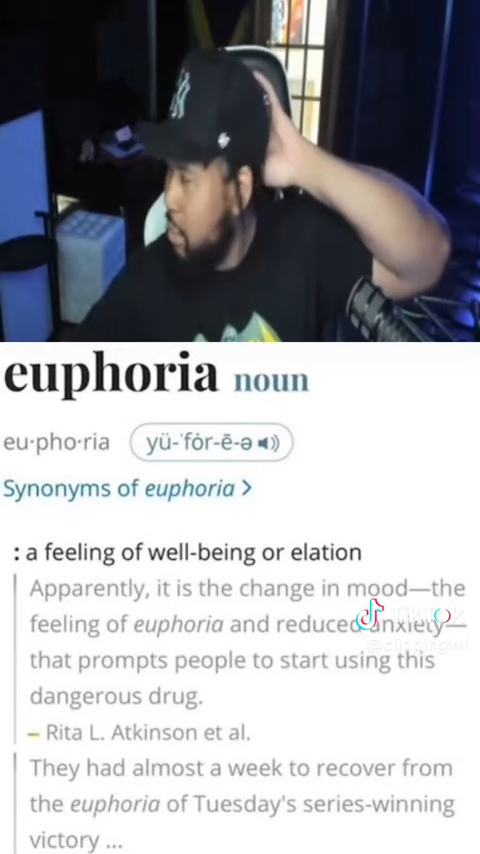 euphoria noun
eu·pho·ria yü-ˈfȯr-ē-ə
Synonyms of euphoria >
: a feeling of well-being or elation
Apparently, it is the change in mood—the
feeling of euphoria and reduced anxiety—
that prompts people to start using this
dangerous drug.
– Rita L. Atkinson et al.
They had almost a week to recover from
the euphoria of Tuesday's series-winning
victory ...
TikTok